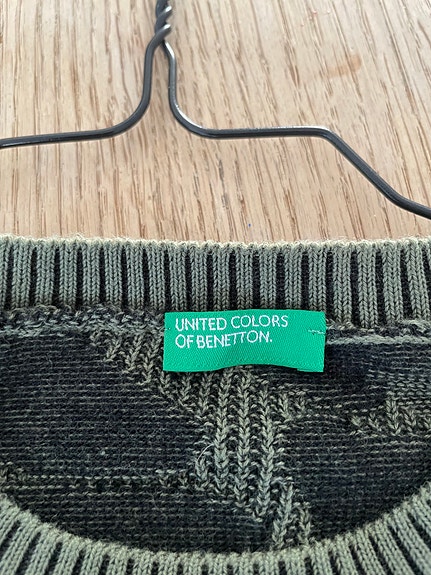 UNITED COLORS
OF BENETTON.